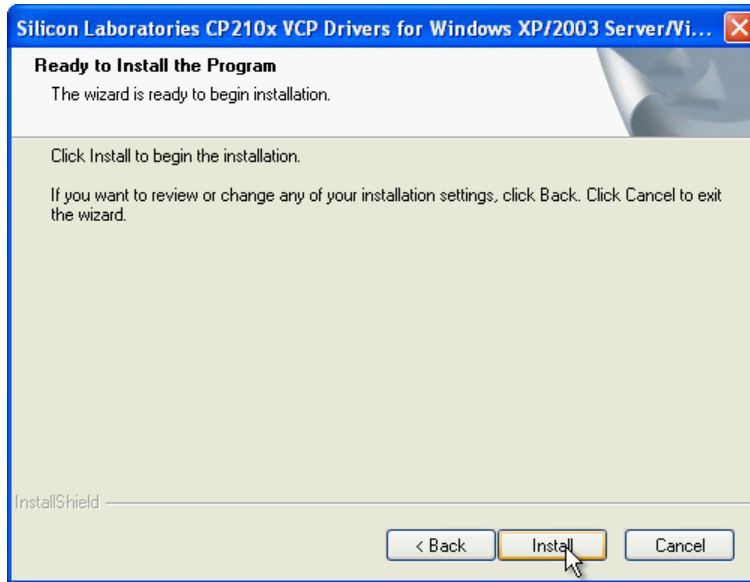 Silicon Laboratories CP210x VCP Drivers for Windows XP/2003 Server/Vi...
Ready to Install the Program
The wizard is ready to begin installation.
Click Install to begin the installation.
If you want to review or change any of your installation settings, click Back. Click Cancel to exit
the wizard.
InstallShield
< Back
Install
Cancel